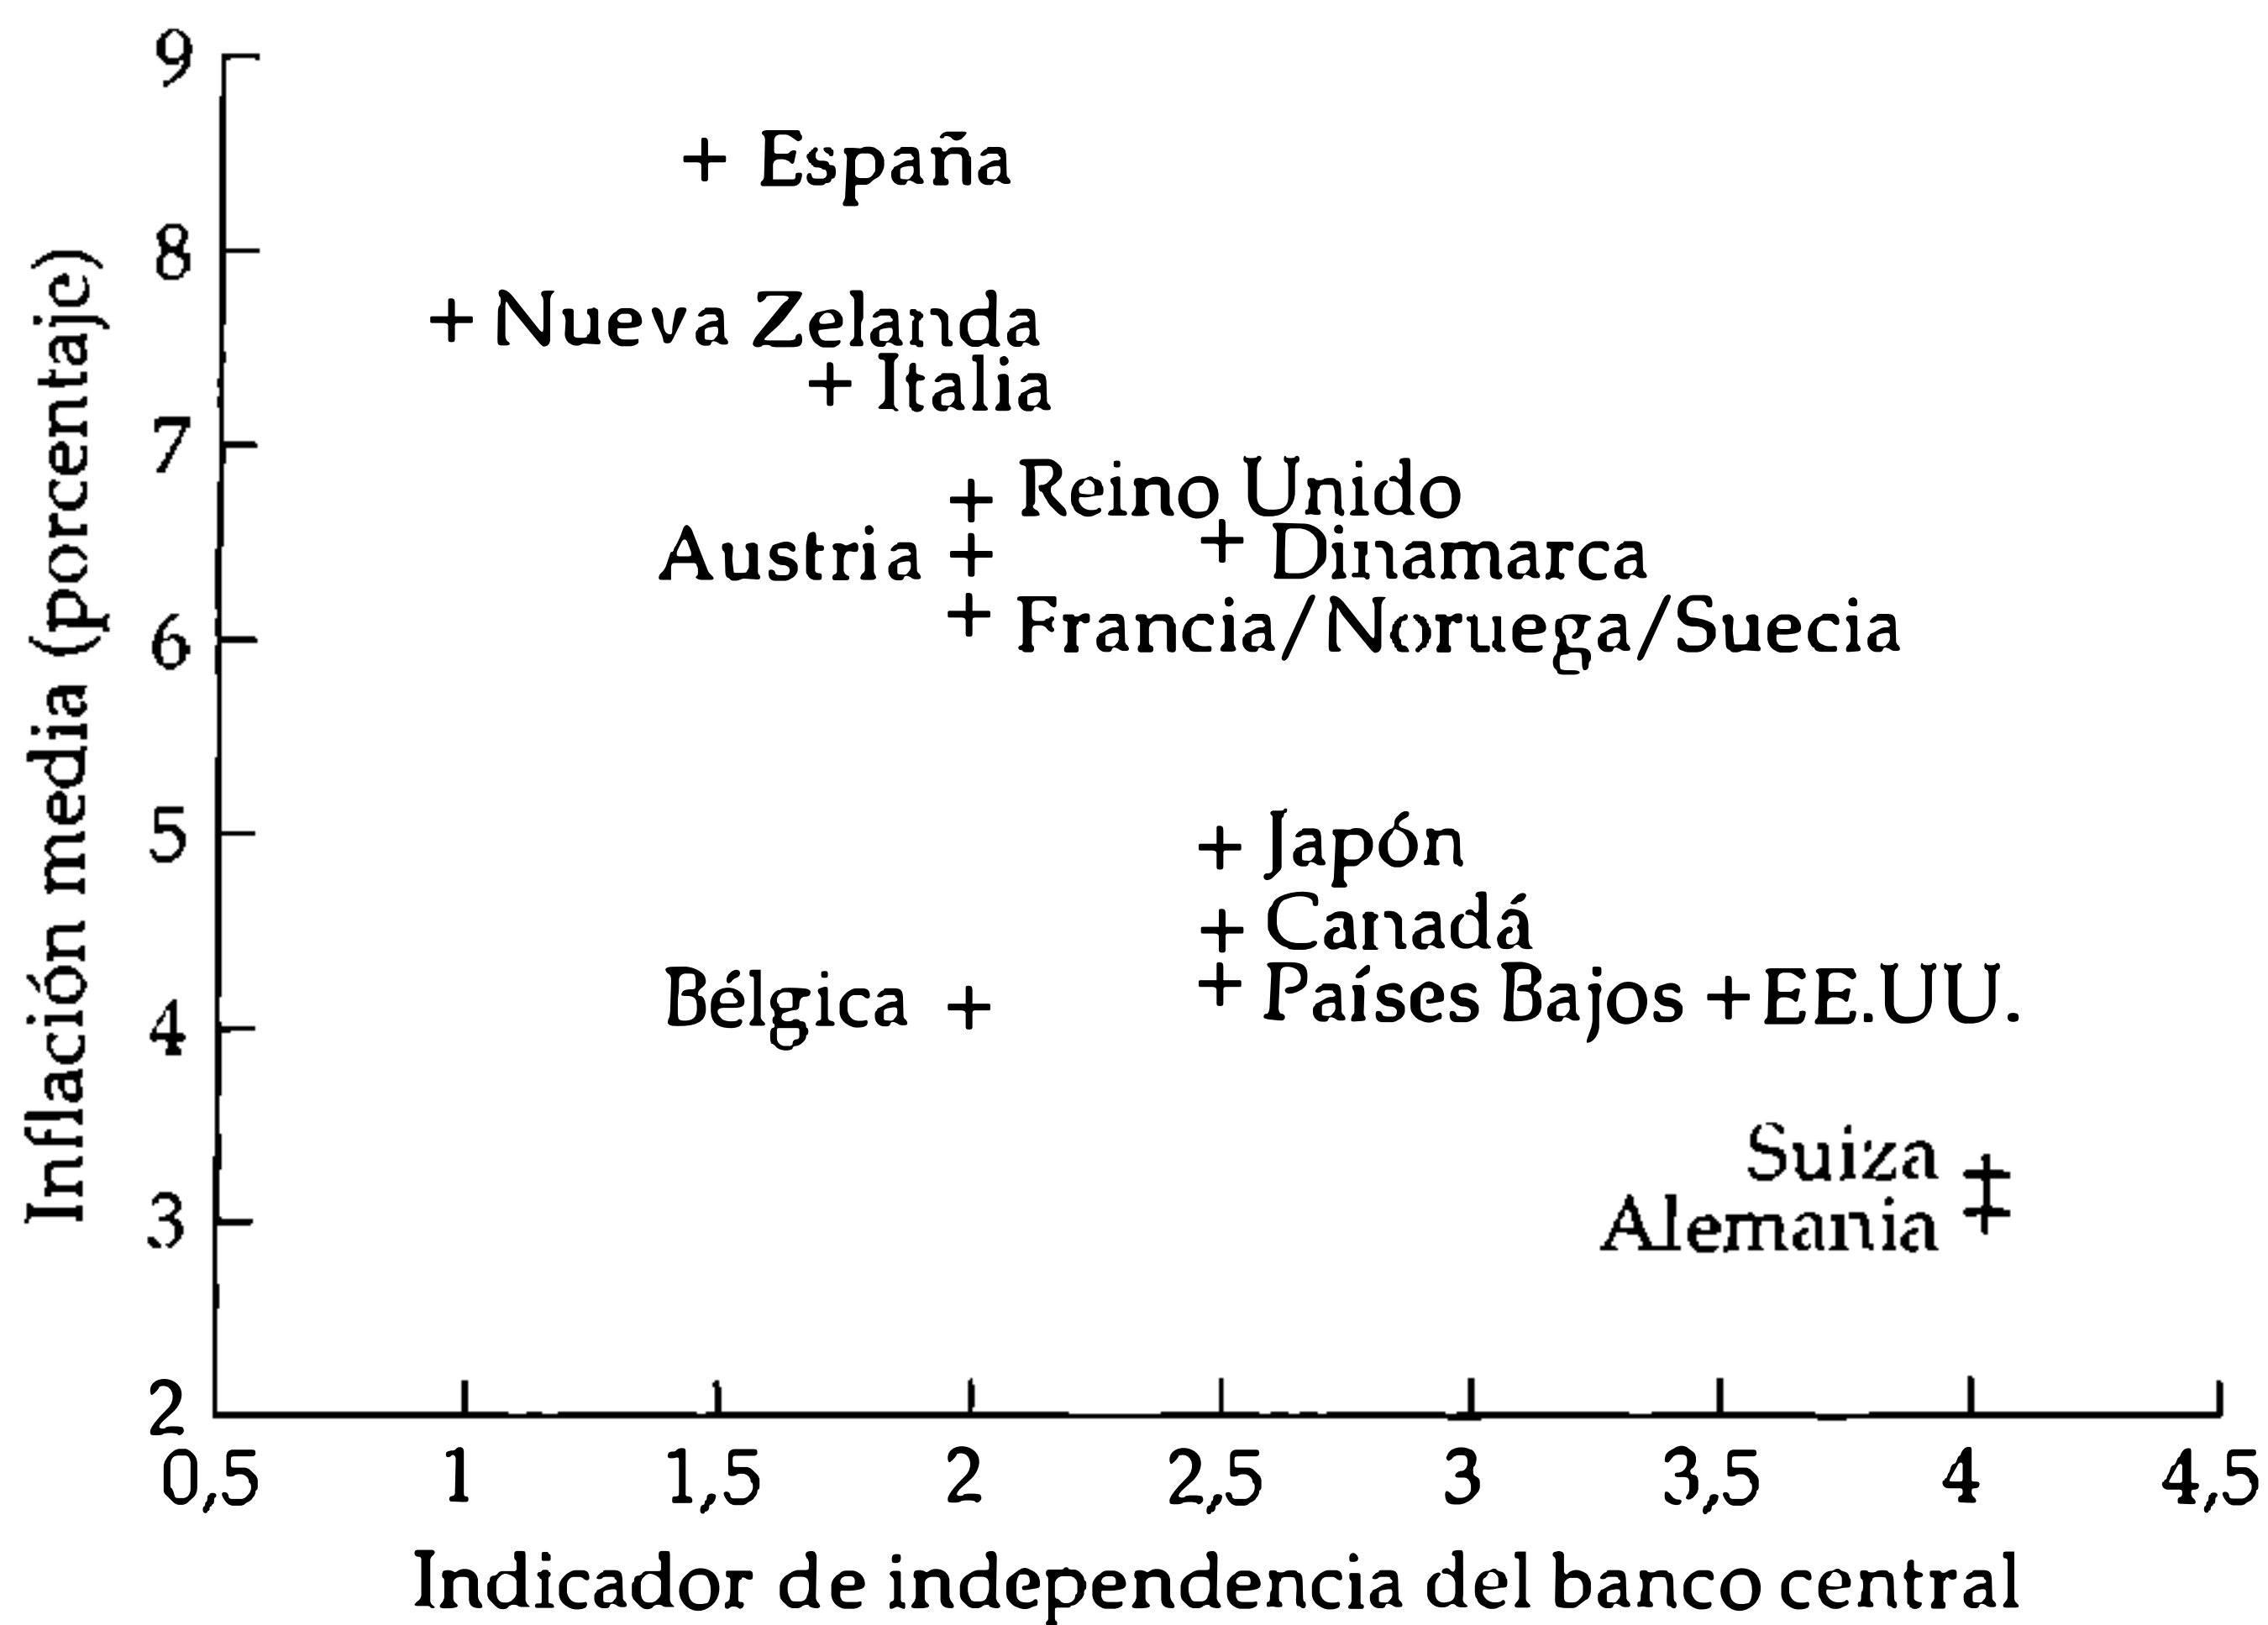 9
España
8
Nueva Zelanda
Italia
7
Reino Unido
Austria
Dinamarca
6
Francia/Noruega/Suecia
5
Japón
Canadá
Bélgica
Países Bajos
EE.UU.
4
Suiza
Alemania
3
2
0,5 1 1,5 2 2,5 3 3,5 4 4,5
Inflación media (porcentaje)
Indicador de independencia del banco central